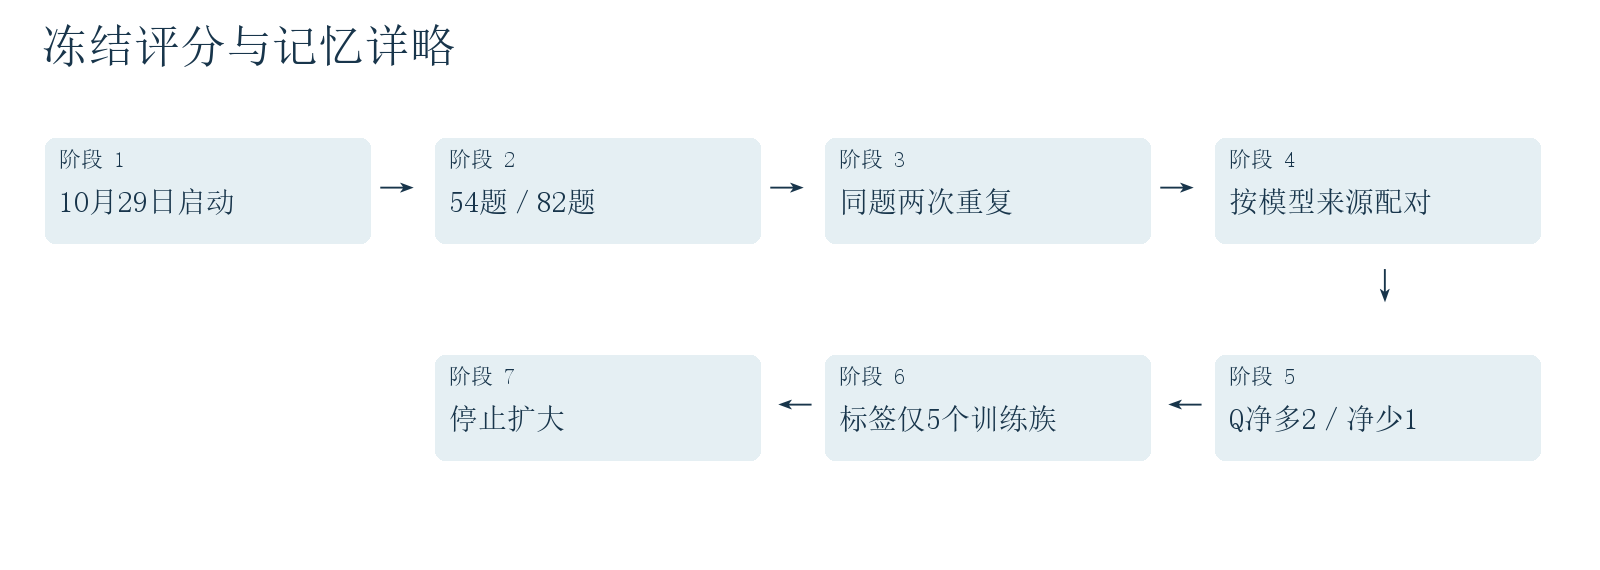 冻结评分与记忆详略
阶段 1
10月29日启动
阶段 2
54题 / 82题
阶段 3
同题两次重复
阶段 4
按模型来源配对
阶段 5
Q净多2 / 净少1
阶段 6
标签仅5个训练族
阶段 7
停止扩大